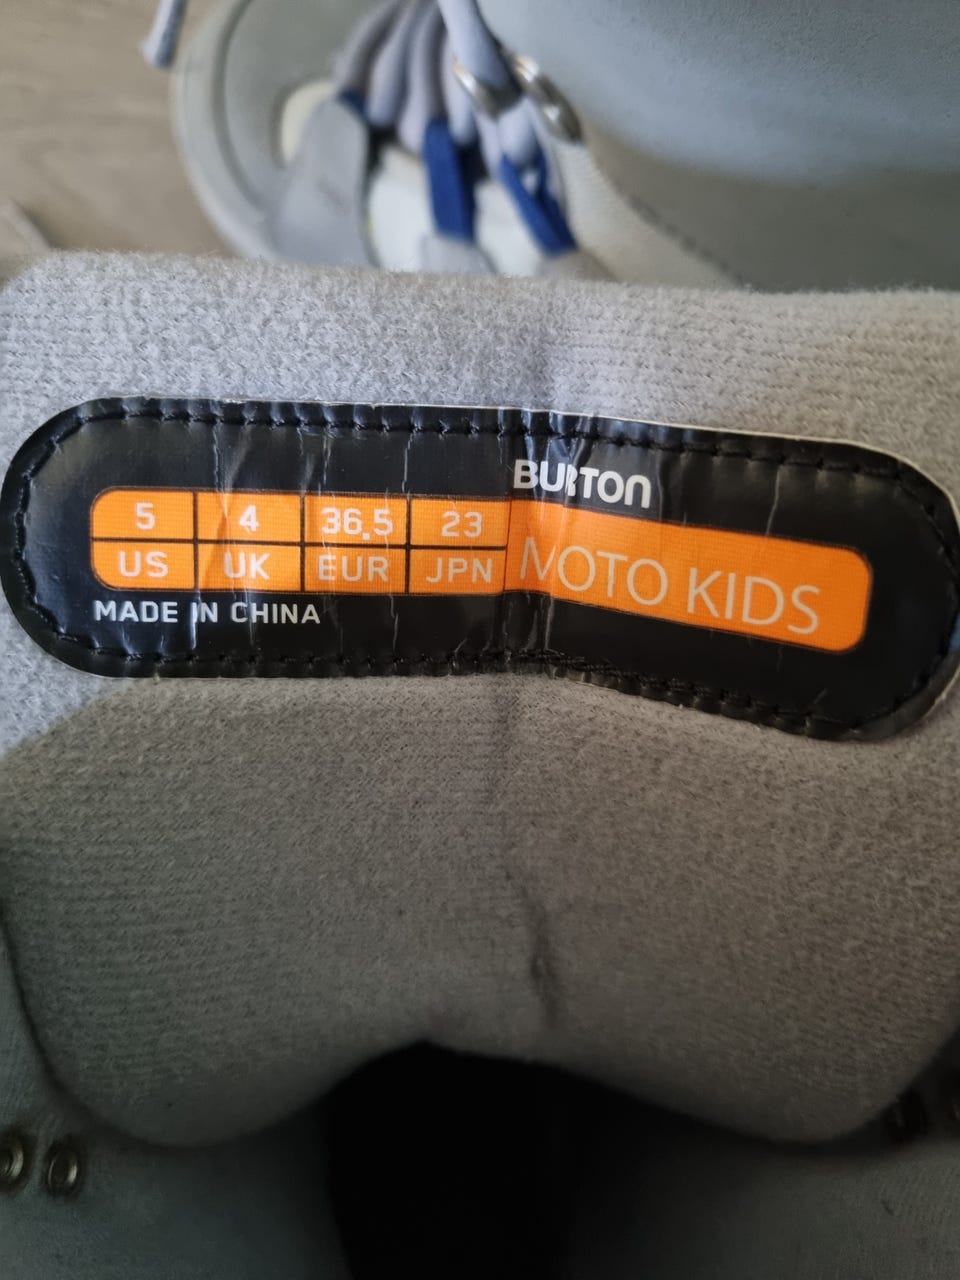 BURTON
5 4 36.5 23
US UK EUR JPN
MOTO KIDS
MADE IN CHINA